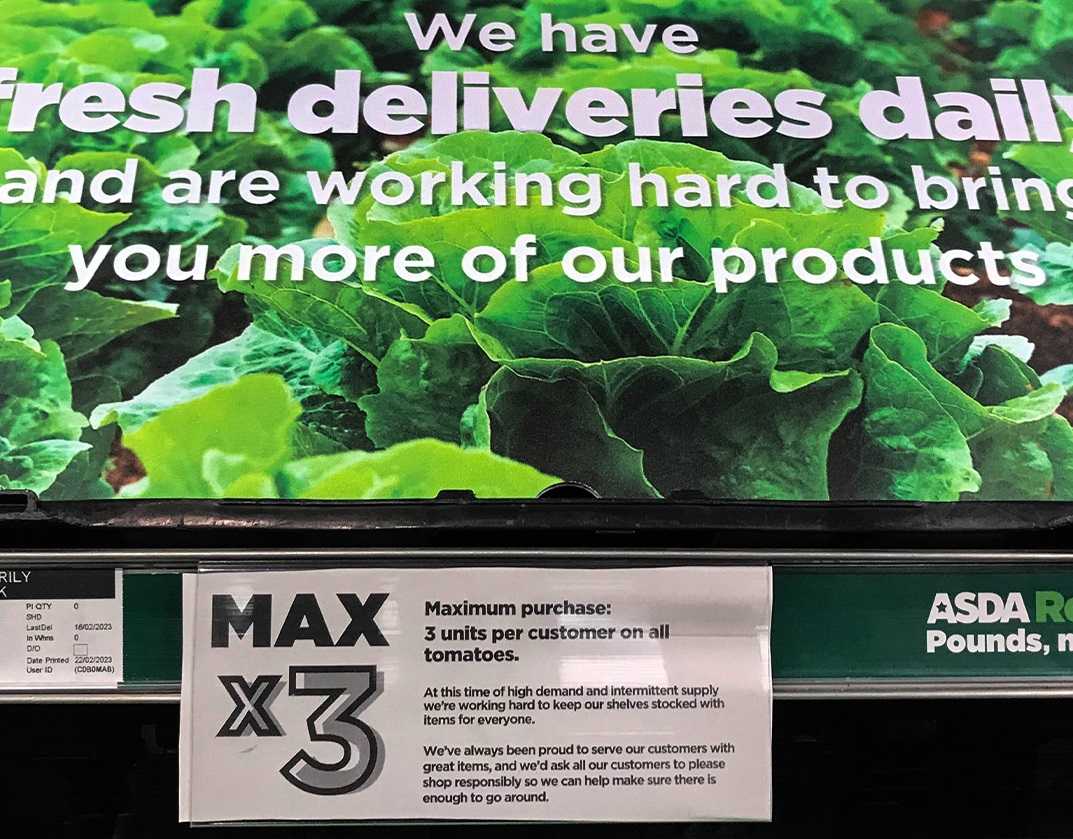 We have
fresh deliveries daily
and are working hard to bring
you more of our products
RILY
K
PI QTY 0
SHD
LastDel 16/02/2023
In Whns 0
D/O
Date Printed 22/02/2023
User ID (CDB0MAB)
MAX
x3
Maximum purchase:
3 units per customer on all
tomatoes.
At this time of high demand and intermittent supply
we're working hard to keep our shelves stocked with
items for everyone.
We've always been proud to serve our customers with
great items, and we'd ask all our customers to please
shop responsibly so we can help make sure there is
enough to go around.
ASDA Ro
Pounds, n